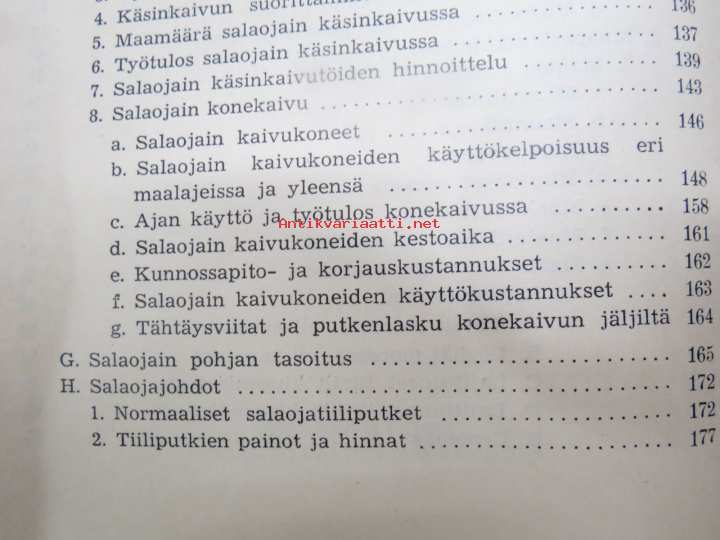 4. Käsinkaivun
5. Maamäärä salaojain käsinkaivussa .......... 136
6. Työtulos salaojain käsinkaivussa .......... 137
7. Salaojain käsinkaivutöiden hinnoittelu .......... 139
8. Salaojain konekaivu .......... 143
a. Salaojain kaivukoneet .......... 146
b. Salaojain kaivukoneiden käyttökelpoisuus eri
maalajeissa ja yleensä .......... 148
c. Ajan käyttö ja työtulos konekaivussa .......... 158
Antikvariaatti.net
d. Salaojain kaivukoneiden kestoaika .......... 161
e. Kunnossapito- ja korjauskustannukset .......... 162
f. Salaojain kaivukoneiden käyttökustannukset .... 163
g. Tähtäysviitat ja putkenlasku konekaivun jäljiltä 164
G. Salaojain pohjan tasoitus .......... 165
H. Salaojajohdot .......... 172
1. Normaaliset salaojatiiliputket .......... 172
2. Tiiliputkien painot ja hinnat .......... 177